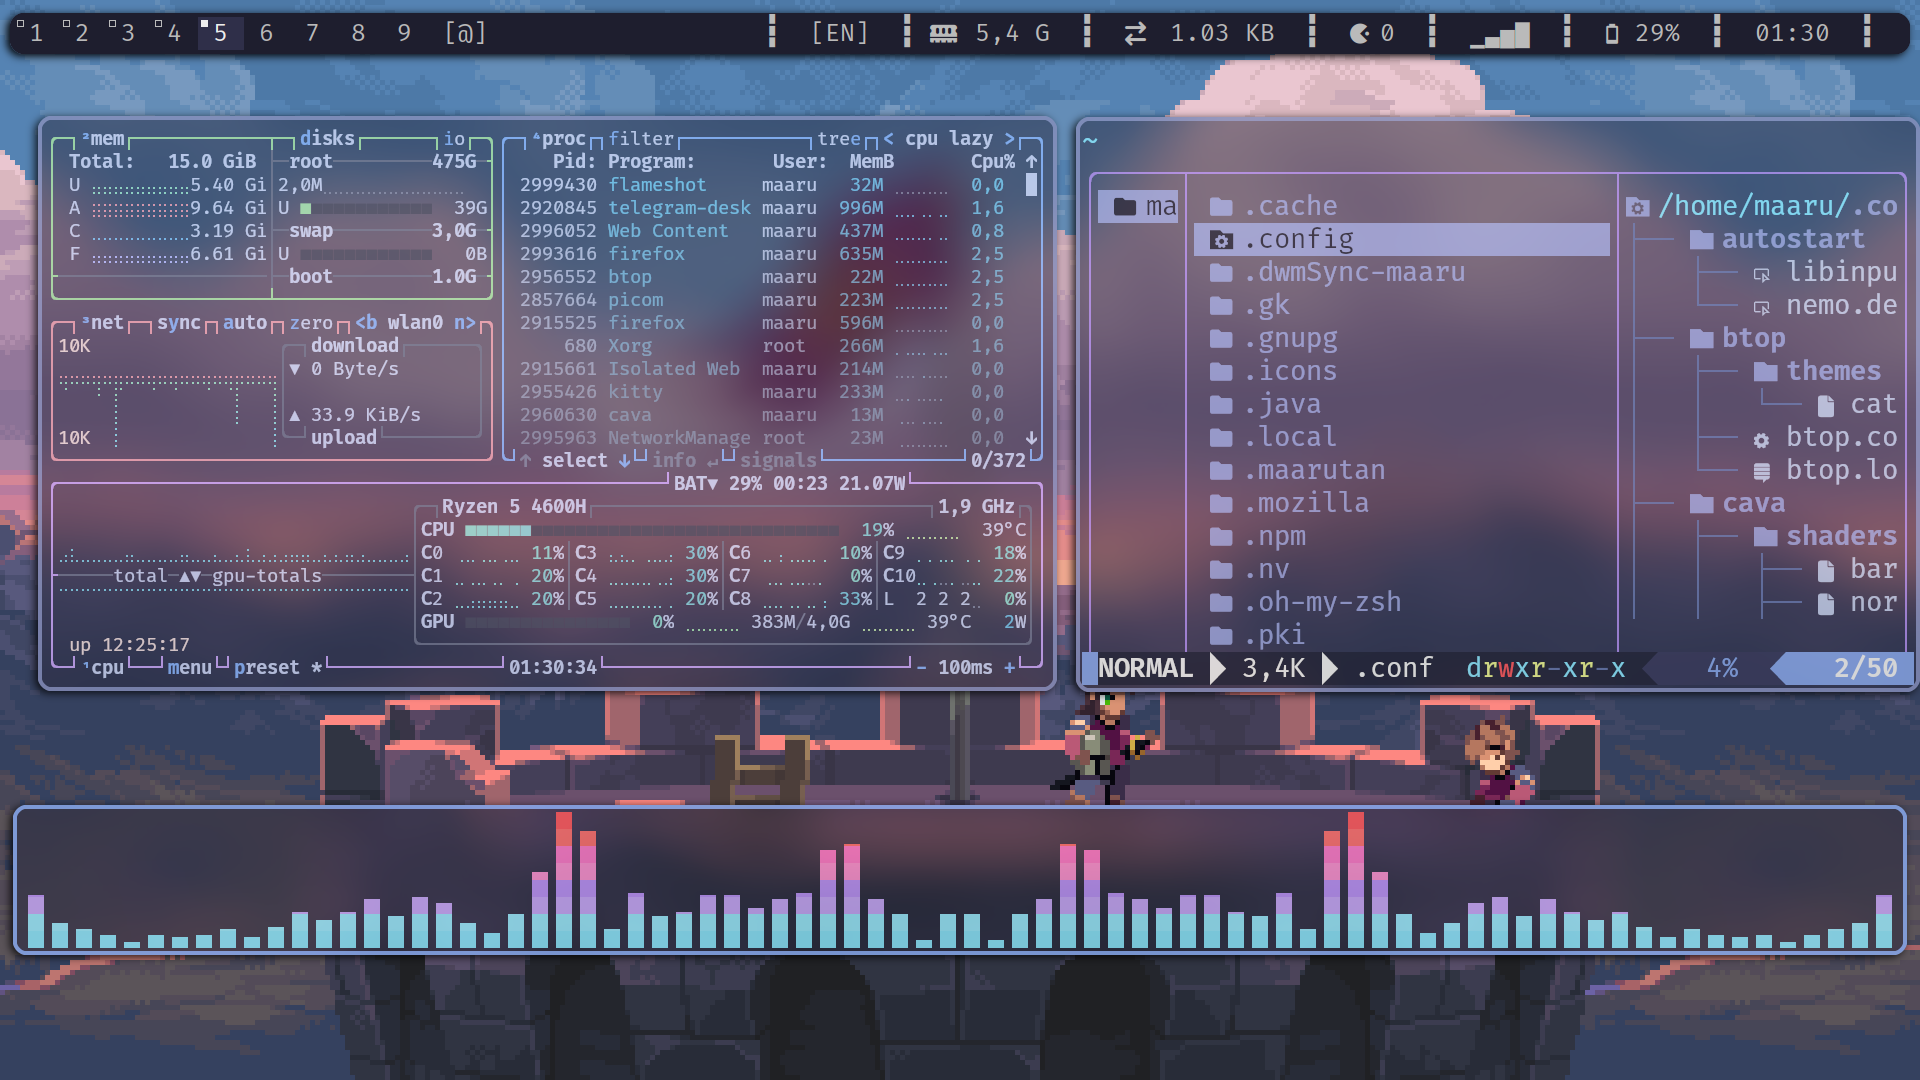 1 2 3 4 5 6 7 8 9 [@] [EN] 5,4 G 1.03 KB 0 29% 01:30
²mem disks io
Total: 15.0 GiB root 475G
U 5.40 Gi 2,0M
A 9.64 Gi U 39G
C 3.19 Gi swap 3,0G
F 6.61 Gi U 0B
boot 1.0G
³net sync auto zero <b wlan0 n>
10K download
▼ 0 Byte/s
▲ 33.9 KiB/s
10K upload
⁴proc filter tree < cpu lazy >
Pid: Program: User: MemB Cpu% ↑
2999430 flameshot maaru 32M 0,0
2920845 telegram-desk maaru 996M 1,6
2996052 Web Content maaru 437M 0,8
2993616 firefox maaru 635M 2,5
2956552 btop maaru 22M 2,5
2857664 picom maaru 223M 2,5
2915525 firefox maaru 596M 0,0
680 Xorg root 266M 1,6
2915661 Isolated Web maaru 214M 0,0
2955426 kitty maaru 233M 0,0
2960630 cava maaru 13M 0,0
2995963 NetworkManage root 23M 0,0 ↓
↑ select ↓ info ↵ signals 0/372
BAT▼ 29% 00:23 21.07W
Ryzen 5 4600H 1,9 GHz
CPU 19% 39°C
C0 11% C3 30% C6 10% C9 18%
C1 20% C4 30% C7 0% C10 22%
C2 20% C5 20% C8 33% L 2 2 2 0%
GPU 0% 383M/4,0G 39°C 2W
total ▲▼ gpu-totals
up 12:25:17
¹cpu menu preset * 01:30:34 - 100ms +
~
ma
.cache
.config
.dwmSync-maaru
.gk
.gnupg
.icons
.java
.local
.maarutan
.mozilla
.npm
.nv
.oh-my-zsh
.pki
/home/maaru/.co
autostart
libinpu
nemo.de
btop
themes
cat
btop.co
btop.lo
cava
shaders
bar
nor
NORMAL 3,4K .conf drwxr-xr-x 4% 2/50